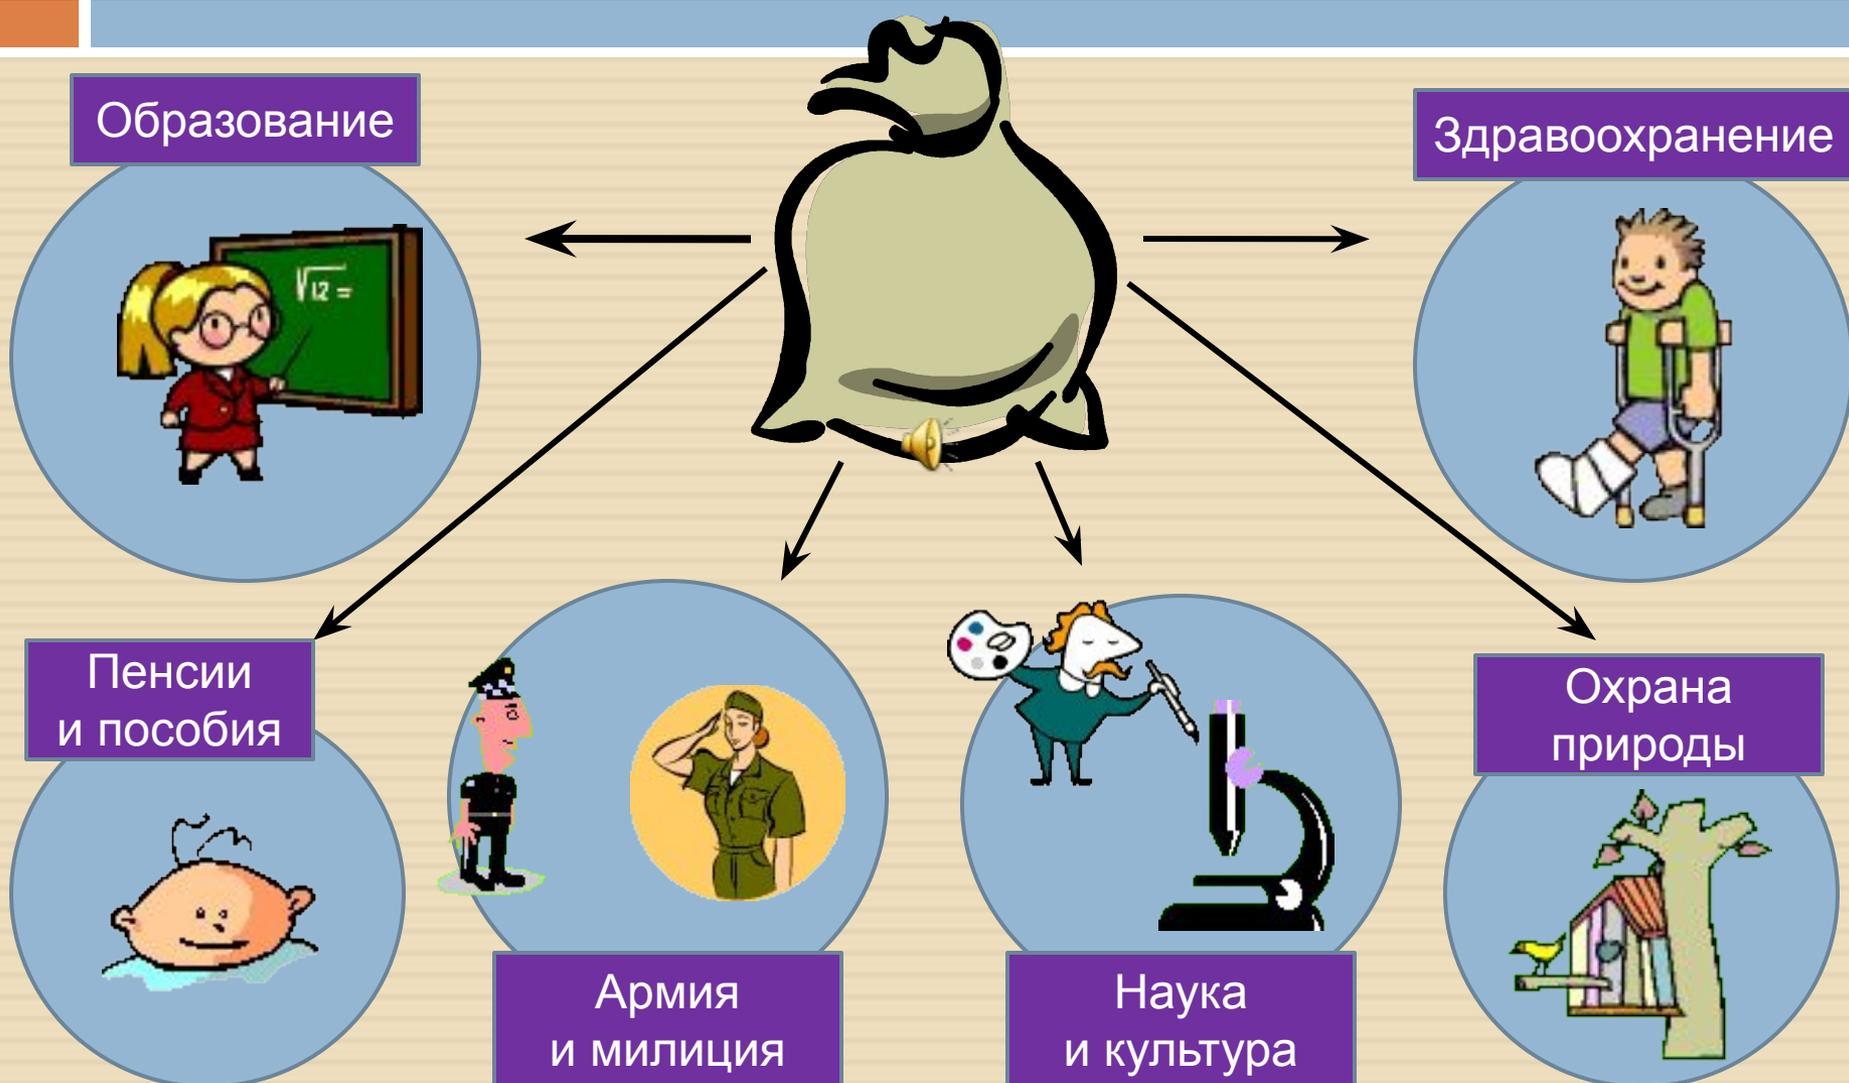 Образование
Здравоохранение
√12 =
Пенсии
и пособия
Охрана
природы
Армия
и милиция
Наука
и культура